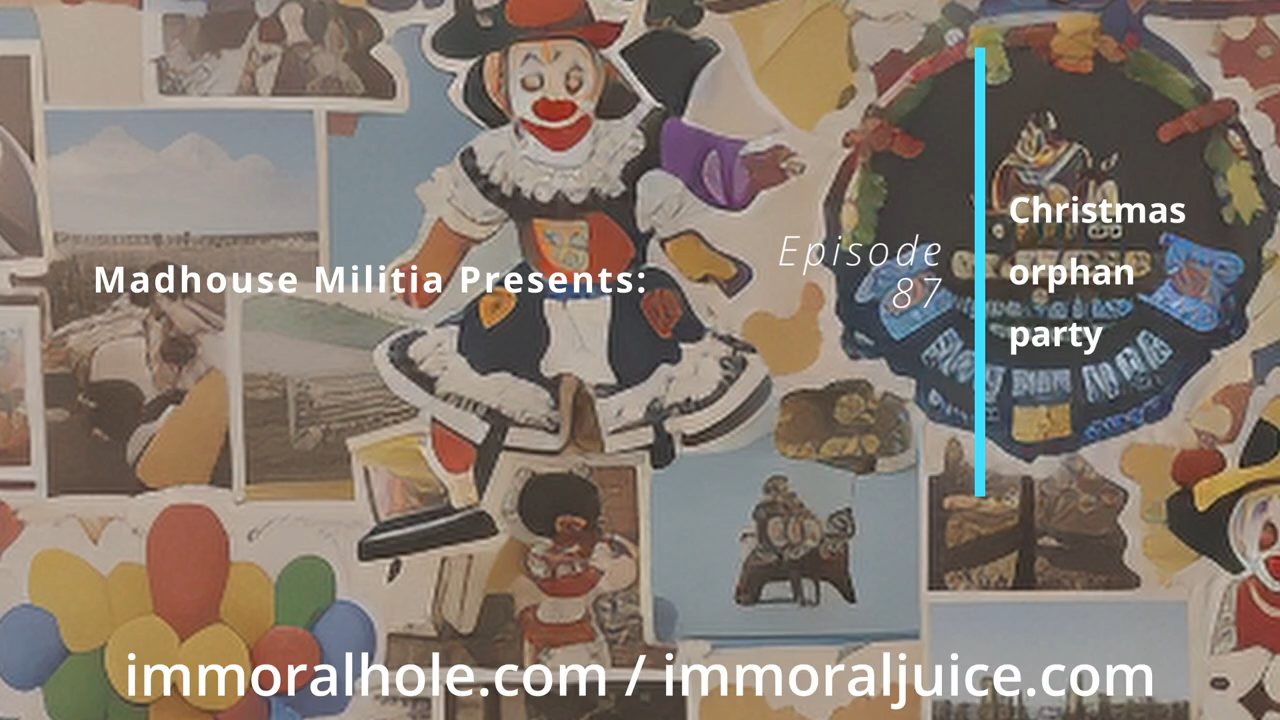 Madhouse Militia Presents:
Episode
87
Christmas
orphan
party
immoralhole.com / immoraljuice.com